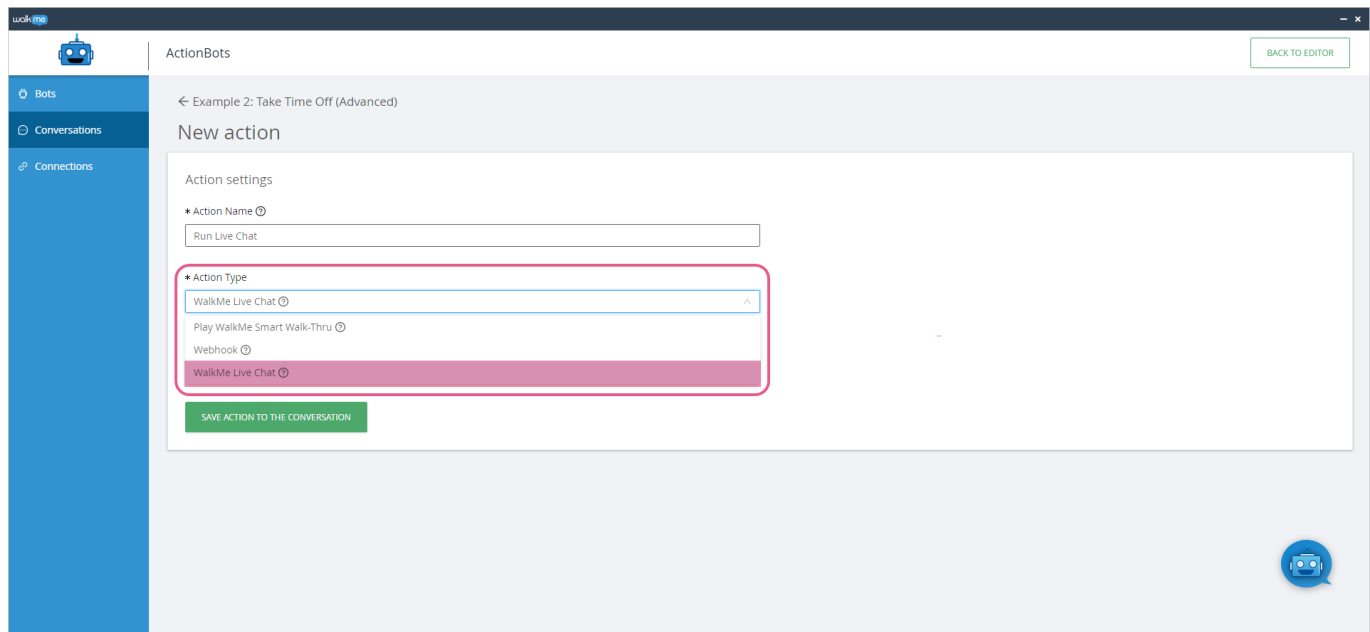 walkme
ActionBots
BACK TO EDITOR
Bots
Conversations
Connections
← Example 2: Take Time Off (Advanced)
New action
Action settings
* Action Name
Run Live Chat
* Action Type
WalkMe Live Chat
Play WalkMe Smart Walk-Thru
Webhook
WalkMe Live Chat
SAVE ACTION TO THE CONVERSATION